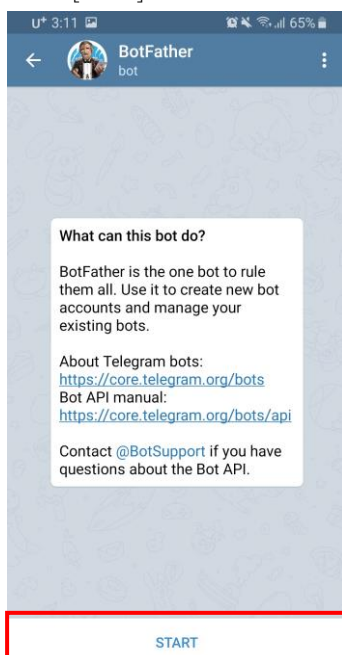 U+ 3:11 65%
BotFather
bot
What can this bot do?
BotFather is the one bot to rule
them all. Use it to create new bot
accounts and manage your
existing bots.
About Telegram bots:
https://core.telegram.org/bots
Bot API manual:
https://core.telegram.org/bots/api
Contact @BotSupport if you have
questions about the Bot API.
START